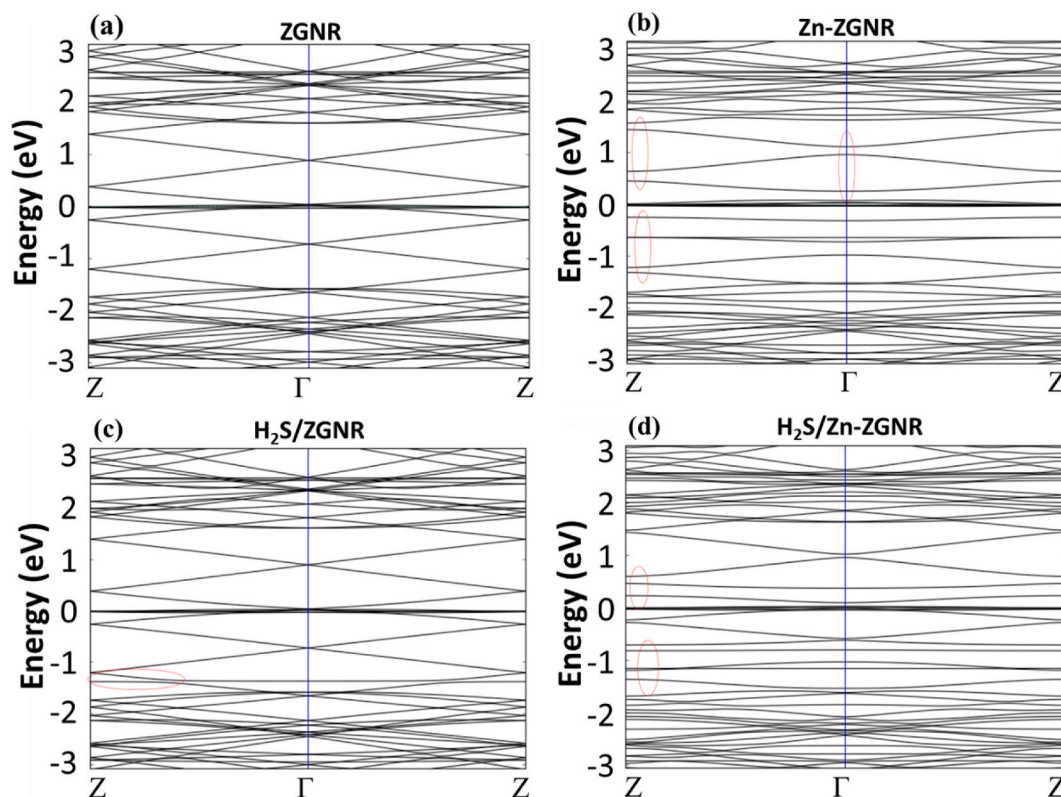 (a) ZGNR
3
2
1
0
-1
-2
-3
Energy (eV)
Z Γ Z
(b) Zn-ZGNR
3
2
1
0
-1
-2
-3
Energy (eV)
Z Γ Z
(c) H₂S/ZGNR
3
2
1
0
-1
-2
-3
Energy (eV)
Z Γ Z
(d) H₂S/Zn-ZGNR
3
2
1
0
-1
-2
-3
Energy (eV)
Z Γ Z